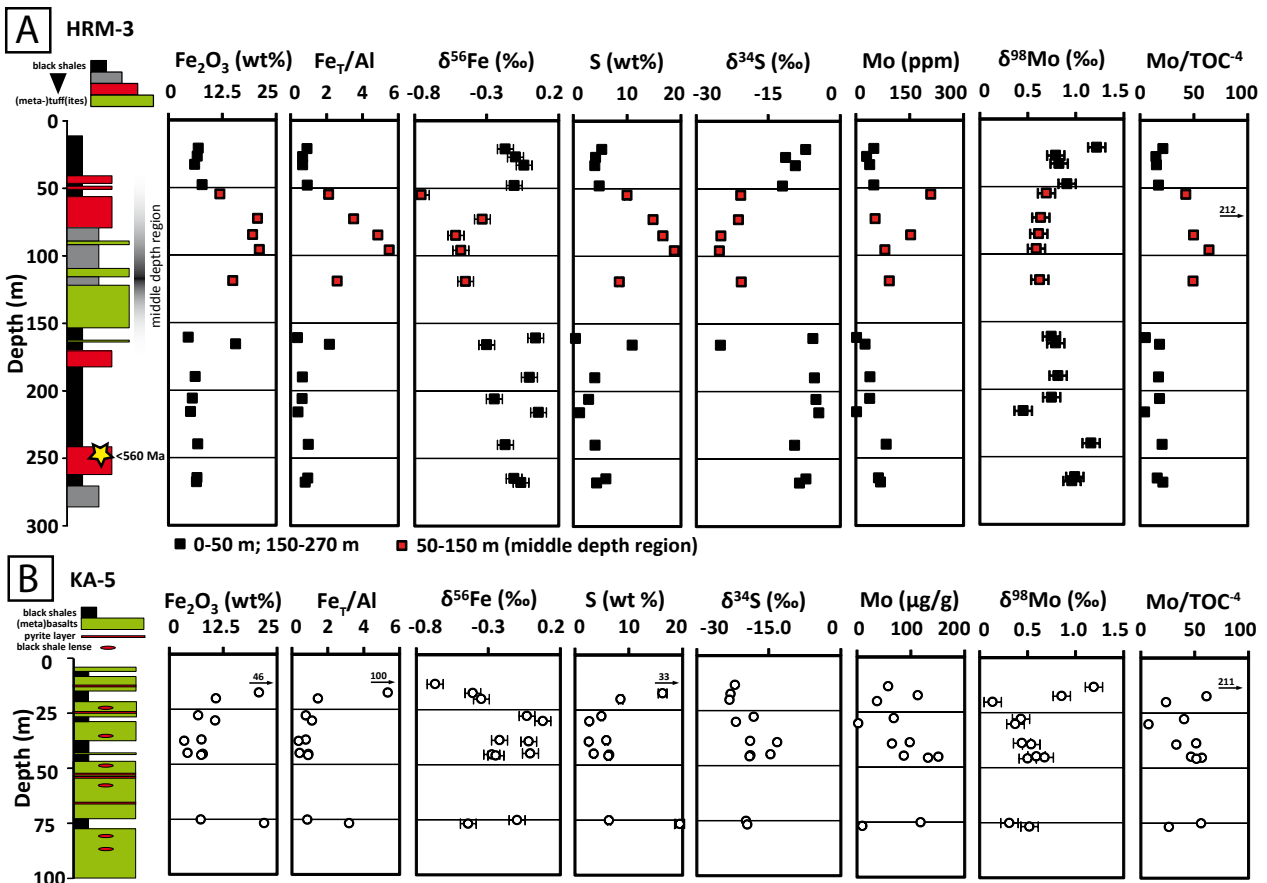 A HRM-3
black shales
(meta-)tuff(ites)
Fe2O3 (wt%) FeT/Al δ56Fe (‰) S (wt%) δ34S (‰) Mo (ppm) δ98Mo (‰) Mo/TOC-4
0 12.5 25 0 2 4 6 -0.8 -0.3 0.2 0 10 20 -30 -15 0 0 150 300 0 0.5 1.0 1.5 0 50 100
0
50
212
100
150
200
250
300
Depth (m)
middle depth region
<560 Ma
0-50 m; 150-270 m 50-150 m (middle depth region)
B KA-5
black shales
(meta)basalts
pyrite layer
black shale lense
Fe2O3 (wt%) FeT/Al δ56Fe (‰) S (wt %) δ34S (‰) Mo (μg/g) δ98Mo (‰) Mo/TOC-4
0 12.5 25 0 2 4 6 -0.8 -0.3 0.2 0 10 20 -30 -15.0 0 0 100 200 0 0.5 1.0 1.5 0 50 100
0
46 100 33 211
25
50
75
100
Depth (m)